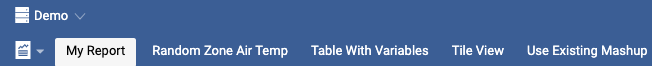 Demo
My Report Random Zone Air Temp Table With Variables Tile View Use Existing Mashup